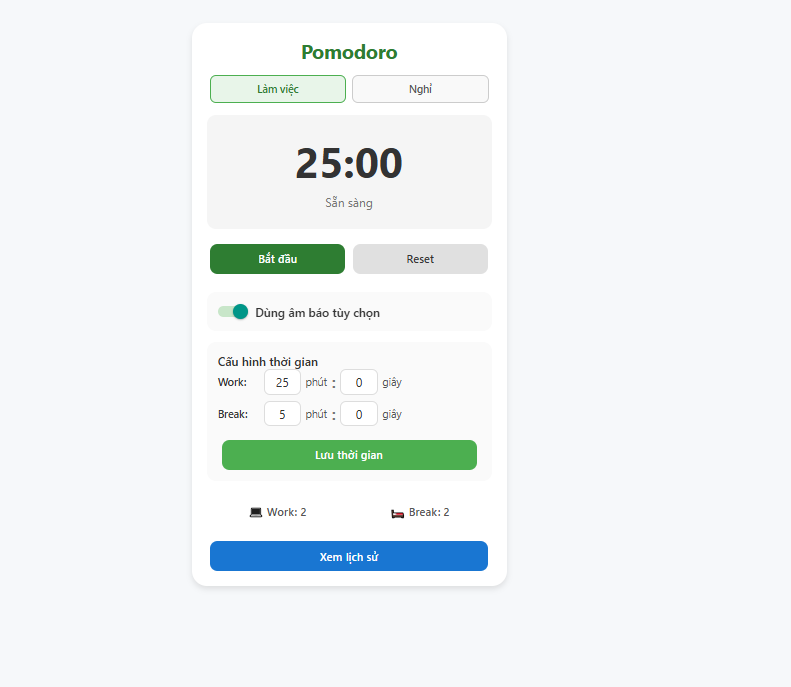 Pomodoro
Làm việc Nghỉ
25:00
Sẵn sàng
Bắt đầu Reset
Dùng âm báo tùy chọn
Cấu hình thời gian
Work: 25 phút : 0 giây
Break: 5 phút : 0 giây
Lưu thời gian
Work: 2 Break: 2
Xem lịch sử